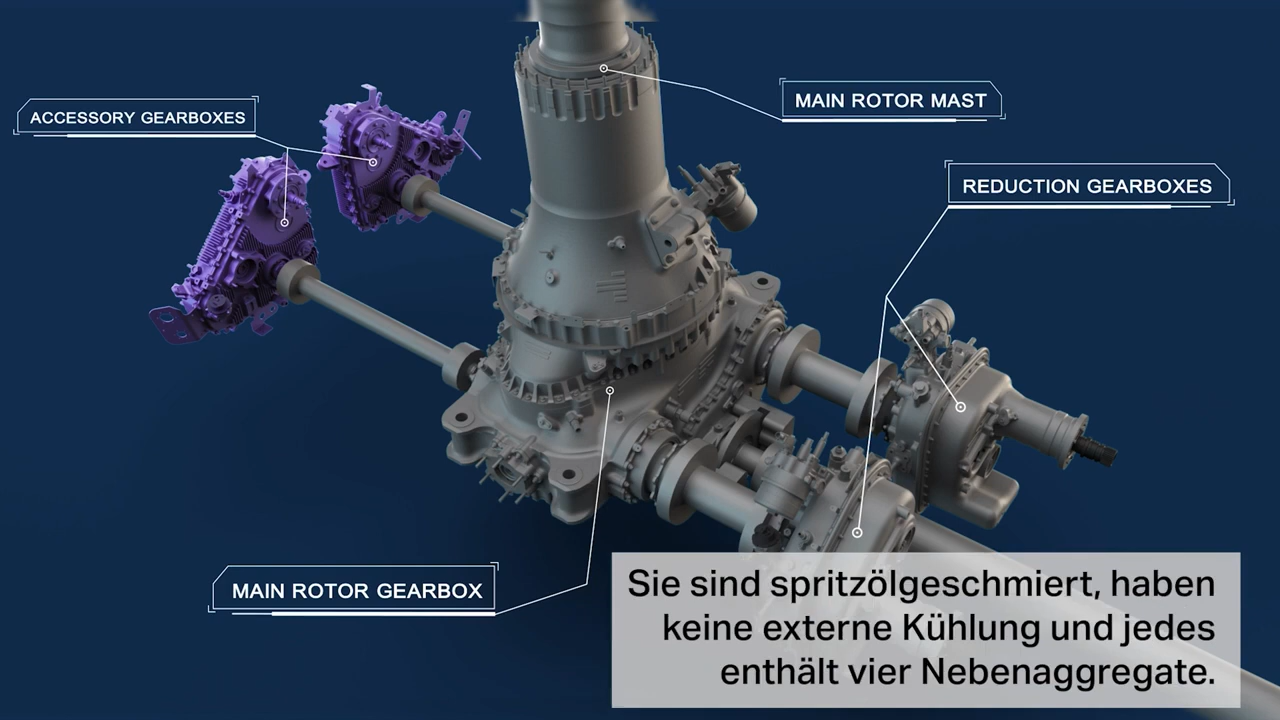 MAIN ROTOR MAST
ACCESSORY GEARBOXES
REDUCTION GEARBOXES
MAIN ROTOR GEARBOX
Sie sind spritzölgeschmiert, haben
keine externe Kühlung und jedes
enthält vier Nebenaggregate.